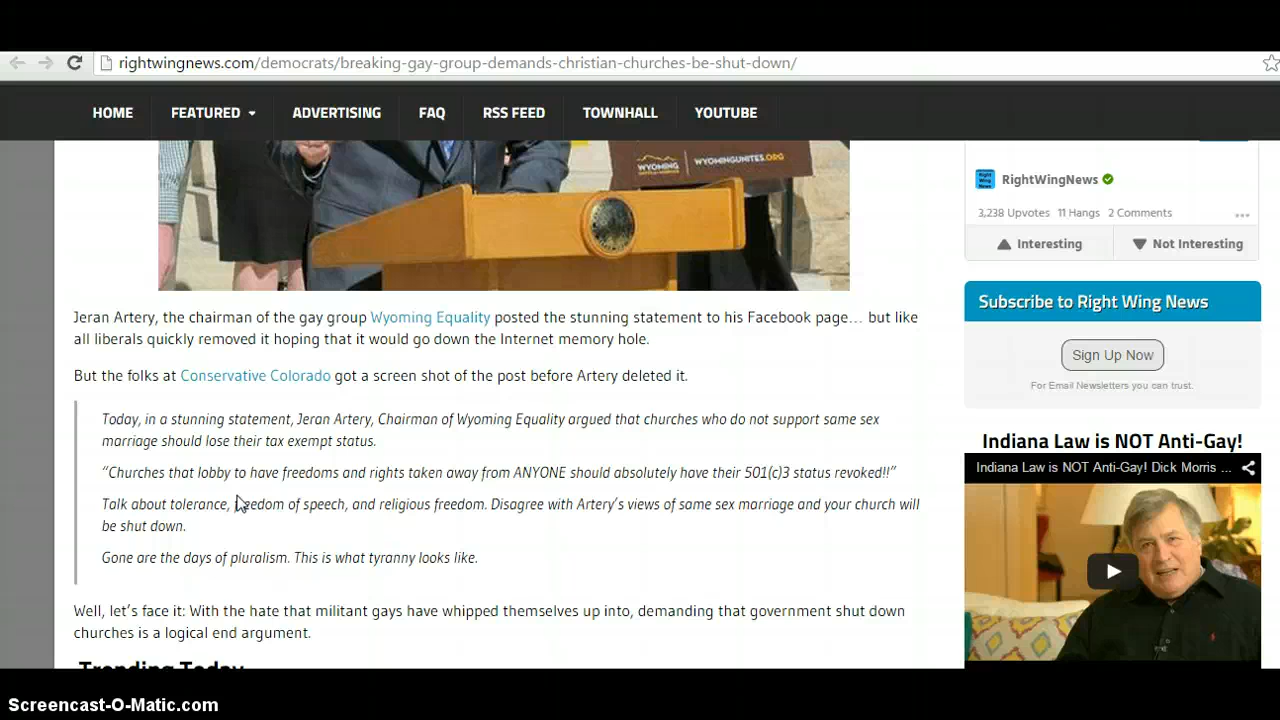 rightwingnews.com/democrats/breaking-gay-group-demands-christian-churches-be-shut-down/
HOME
FEATURED
ADVERTISING
FAQ
RSS FEED
TOWNHALL
YOUTUBE
WYOMING
WYOMINGUNITES.ORG
Jeran Artery, the chairman of the gay group Wyoming Equality posted the stunning statement to his Facebook page… but like
all liberals quickly removed it hoping that it would go down the Internet memory hole.
But the folks at Conservative Colorado got a screen shot of the post before Artery deleted it.
Today, in a stunning statement, Jeran Artery, Chairman of Wyoming Equality argued that churches who do not support same sex
marriage should lose their tax exempt status.
“Churches that lobby to have freedoms and rights taken away from ANYONE should absolutely have their 501(c)3 status revoked!!”
Talk about tolerance, freedom of speech, and religious freedom. Disagree with Artery’s views of same sex marriage and your church will
be shut down.
Gone are the days of pluralism. This is what tyranny looks like.
Well, let’s face it: With the hate that militant gays have whipped themselves up into, demanding that government shut down
churches is a logical end argument.
Trending Today
Right Wing News
RightWingNews
3,238 Upvotes 11 Hangs 2 Comments
Interesting
Not Interesting
Subscribe to Right Wing News
Sign Up Now
For Email Newsletters you can trust.
Indiana Law is NOT Anti-Gay!
Indiana Law is NOT Anti-Gay! Dick Morris ...
Screencast-O-Matic.com